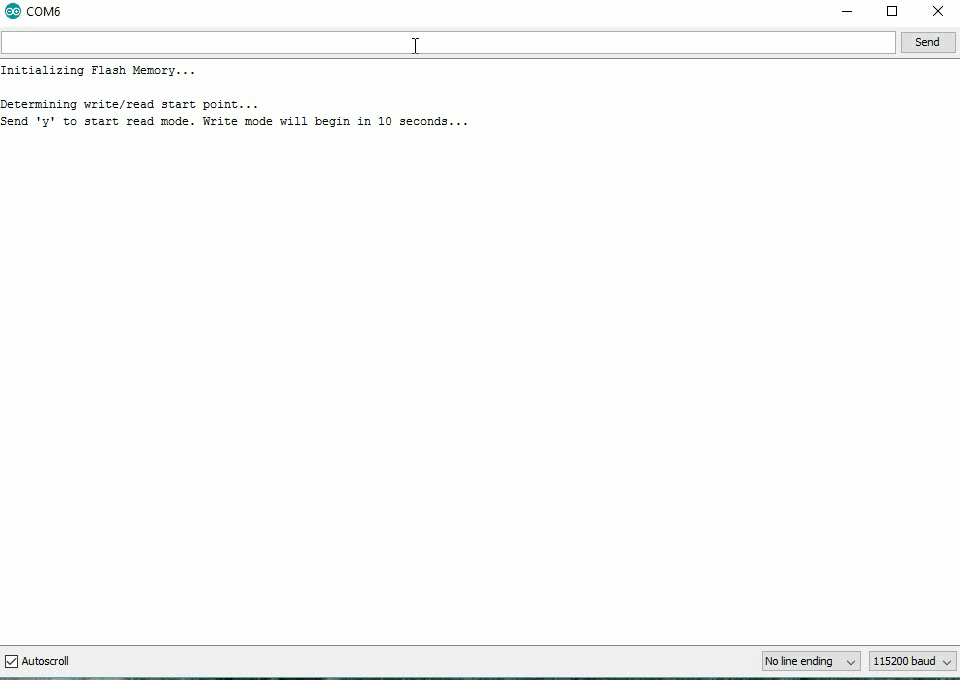 COM6
Send
Initializing Flash Memory...
Determining write/read start point...
Send 'y' to start read mode. Write mode will begin in 10 seconds...
Autoscroll
No line ending
115200 baud